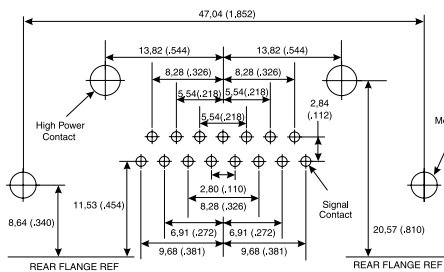 47,04 (1.852)
13,82 (.544) 13,82 (.544)
8,28 (.326) 8,28 (.326)
5,54(.218) 5,54(.218)
5,54(.218)
2,84
(.112)
High Power
Contact
2,80 (.110)
8,28 (.326)
Signal
Contact
11,53 (.454)
8,64 (.340)
6,91 (.272) 6,91 (.272)
20,57 (.810)
9,68 (.381) 9,68 (.381)
REAR FLANGE REF REAR FLANGE REF